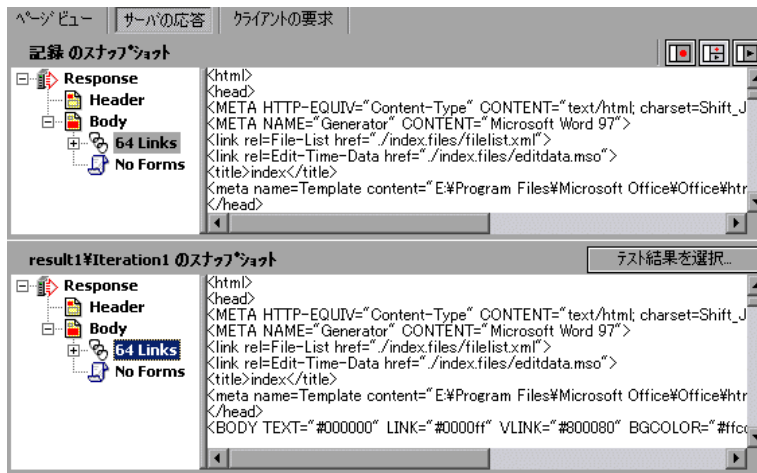 ページ ビュー サーバの応答 クライアントの要求
記録 のスナップショット
Response
Header
Body
64 Links
No Forms
<html>
<head>
<META HTTP-EQUIV="Content-Type" CONTENT="text/html; charset=Shift_J
<META NAME="Generator" CONTENT="Microsoft Word 97">
<link rel=File-List href="./index.files/filelist.xml">
<link rel=Edit-Time-Data href="./index.files/editdata.mso">
<title>index</title>
<meta name=Template content="E:¥Program Files¥Microsoft Office¥Office¥htr
</head>
result1¥Iteration1 のスナップショット テスト結果を選択...
Response
Header
Body
64 Links
No Forms
<html>
<head>
<META HTTP-EQUIV="Content-Type" CONTENT="text/html; charset=Shift_J
<META NAME="Generator" CONTENT="Microsoft Word 97">
<link rel=File-List href="./index.files/filelist.xml">
<link rel=Edit-Time-Data href="./index.files/editdata.mso">
<title>index</title>
<meta name=Template content="E:¥Program Files¥Microsoft Office¥Office¥htr
</head>
<BODY TEXT="#000000" LINK="#0000ff" VLINK="#800080" BGCOLOR="#ffcc